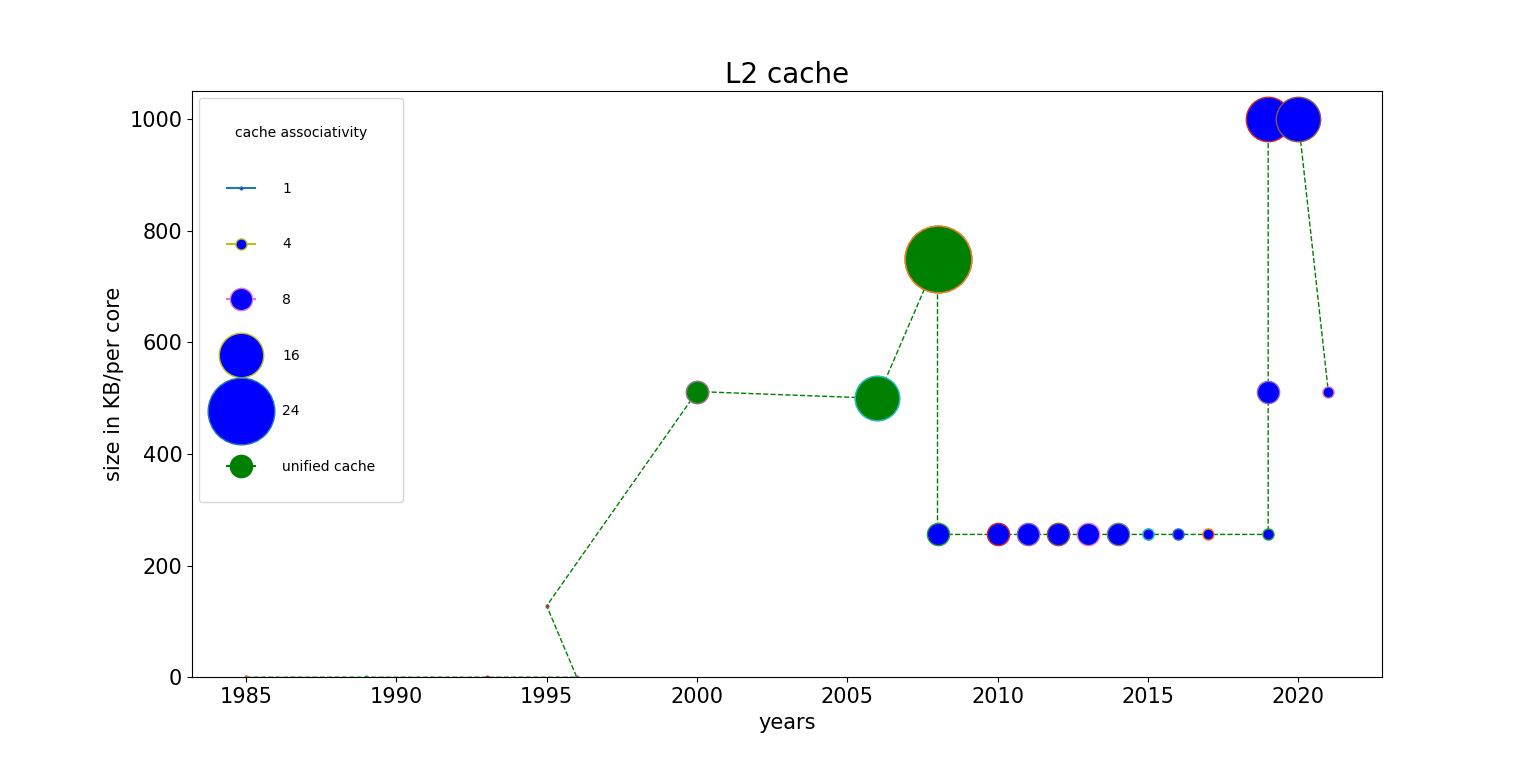 L2 cache
1000
800
600
400
200
0
size in KB/per core
cache associativity
1
4
8
16
24
unified cache
1985 1990 1995 2000 2005 2010 2015 2020
years